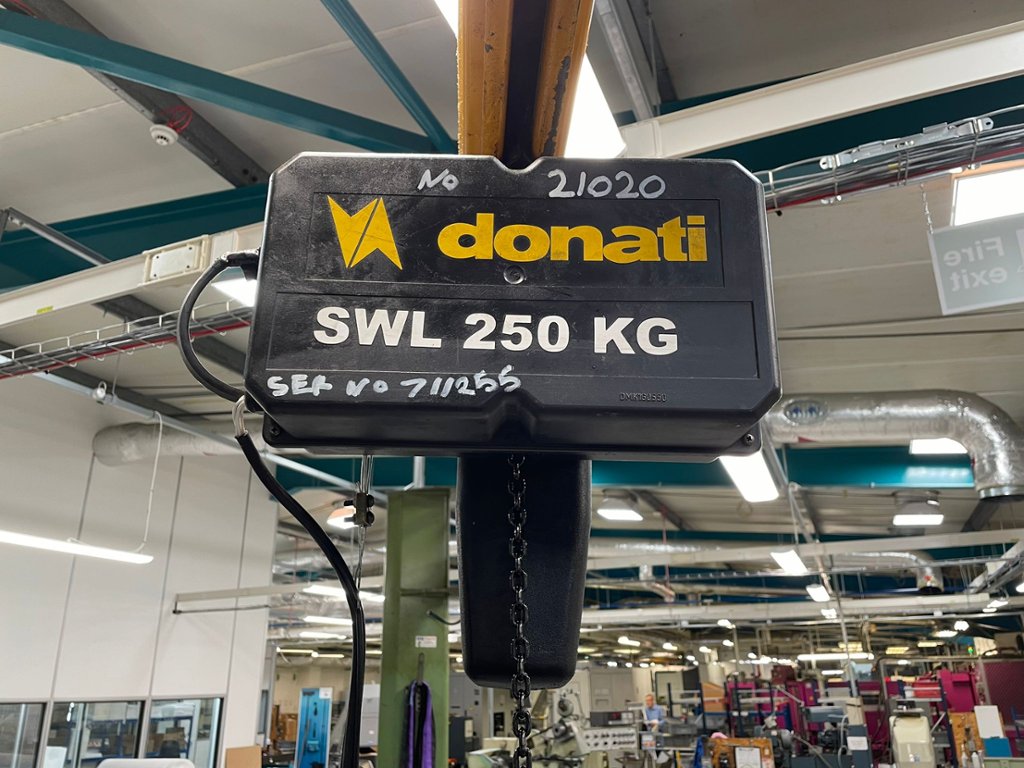 No 21020
donati
SWL 250 KG
SER NO 711255
Fire
exit